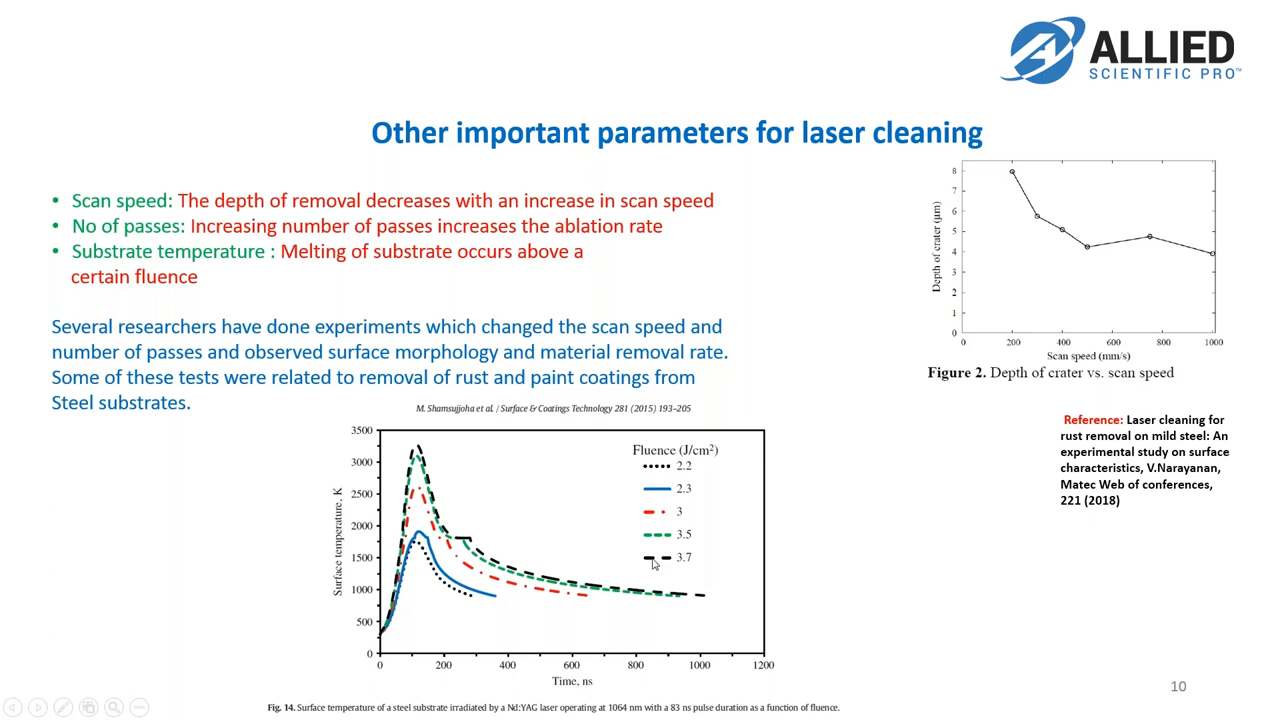 ALLIED
SCIENTIFIC PRO™
Other important parameters for laser cleaning
• Scan speed: The depth of removal decreases with an increase in scan speed
• No of passes: Increasing number of passes increases the ablation rate
• Substrate temperature : Melting of substrate occurs above a
certain fluence
Several researchers have done experiments which changed the scan speed and
number of passes and observed surface morphology and material removal rate.
Some of these tests were related to removal of rust and paint coatings from
Steel substrates.
8
7
6
5
4
3
2
1
0
Depth of crater (μm)
0 200 400 600 800 1000
Scan speed (mm/s)
Figure 2. Depth of crater vs. scan speed
Reference: Laser cleaning for
rust removal on mild steel: An
experimental study on surface
characteristics, V.Narayanan,
Matec Web of conferences,
221 (2018)
M. Shamsujjoha et al. / Surface & Coatings Technology 281 (2015) 193–205
3500
3000
2500
2000
1500
1000
500
0
Surface temperature, K
Fluence (J/cm²)
2.2
2.3
3
3.5
3.7
0 200 400 600 800 1000 1200
Time, ns
Fig. 14. Surface temperature of a steel substrate irradiated by a Nd:YAG laser operating at 1064 nm with a 83 ns pulse duration as a function of fluence.
10